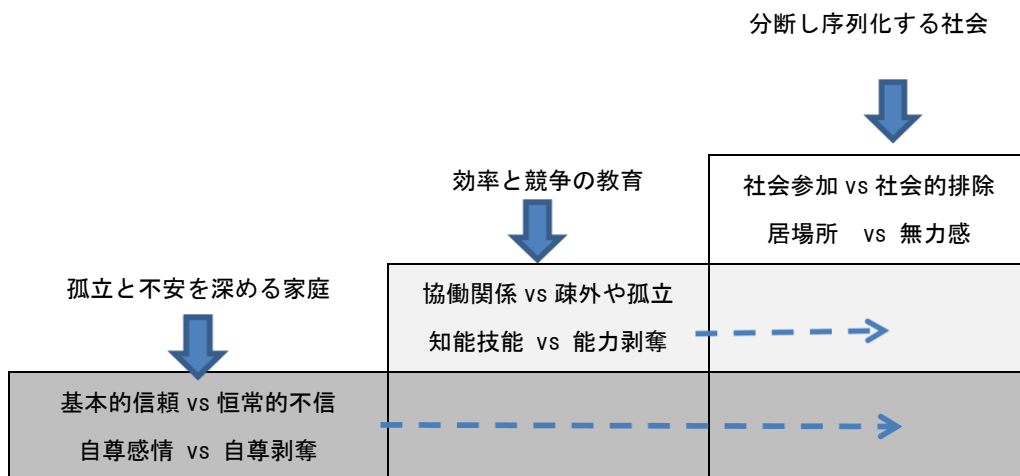 分断し序列化する社会
効率と競争の教育
社会参加 vs 社会的排除
居場所　vs 無力感
孤立と不安を深める家庭
協働関係 vs 疎外や孤立
知能技能 vs 能力剥奪
基本的信頼 vs 恒常的不信
自尊感情 vs 自尊剥奪